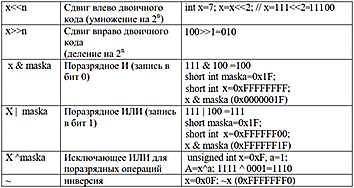 x<<n
Сдвиг влево двоичного
кода (умножение на 2ⁿ)
int x=7; x=x<<2; // x=111<<2=11100
x>>n
Сдвиг вправо двоичного
кода
(деление на 2ⁿ)
100>>1=010
x & maska
Поразрядное И (запись в
бит 0)
111 & 100 =100
short int maska=0x1F;
short int x=0xFFFFFFFF;
x & maska (0x0000001F)
X | maska
Поразрядное ИЛИ (запись
в бит 1)
111 | 100 =111
short maska=0x1F;
short int x=0xFFFFFF00;
x & maska (0xFFFFFF1F)
X ^maska
Исключающее ИЛИ для
поразрядных операций
unsigned int x=0xF, a=1;
A=x^a; 1111 ^ 0001=1110
~
инверсия
x=0x0F; ~x (0xFFFFFFF0)